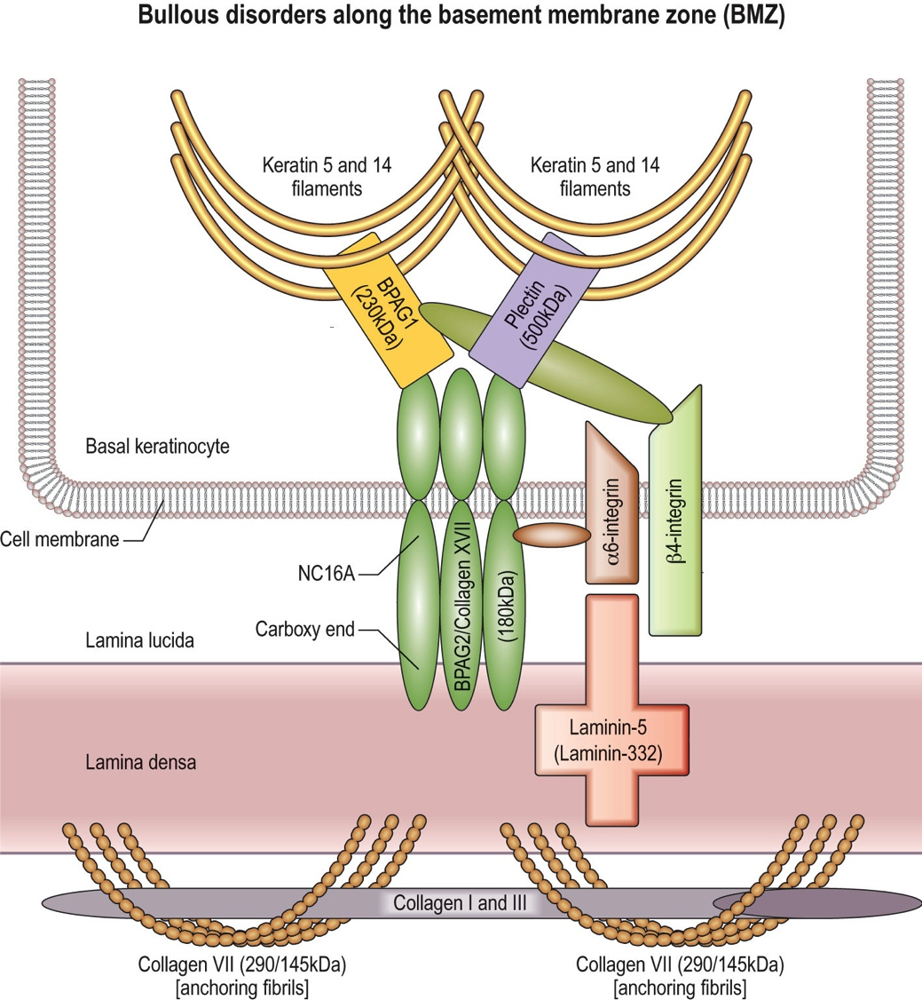 Bullous disorders along the basement membrane zone (BMZ)
Keratin 5 and 14
filaments
Keratin 5 and 14
filaments
BPAG1
(230kDa)
Plectin
(500kDa)
Basal keratinocyte
Cell membrane
α6-integrin
β4-integrin
NC16A
BPAG2/Collagen XVII
(180kDa)
Carboxy end
Lamina lucida
Laminin-5
(Laminin-332)
Lamina densa
Collagen I and III
Collagen VII (290/145kDa)
[anchoring fibrils]
Collagen VII (290/145kDa)
[anchoring fibrils]